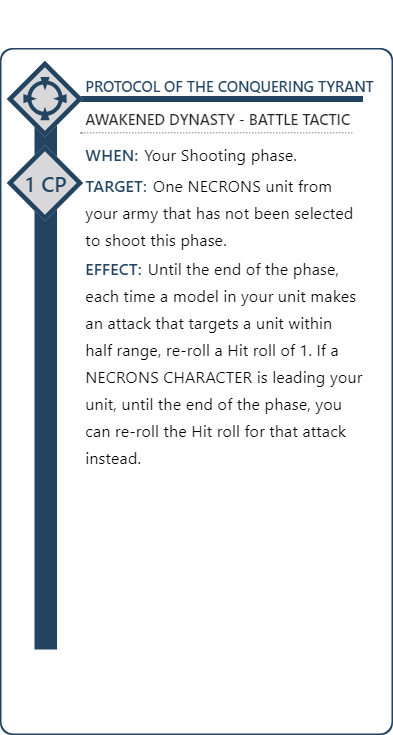 PROTOCOL OF THE CONQUERING TYRANT
AWAKENED DYNASTY - BATTLE TACTIC
WHEN: Your Shooting phase.
1 CP
TARGET: One NECRONS unit from
your army that has not been selected
to shoot this phase.
EFFECT: Until the end of the phase,
each time a model in your unit makes
an attack that targets a unit within
half range, re-roll a Hit roll of 1. If a
NECRONS CHARACTER is leading your
unit, until the end of the phase, you
can re-roll the Hit roll for that attack
instead.